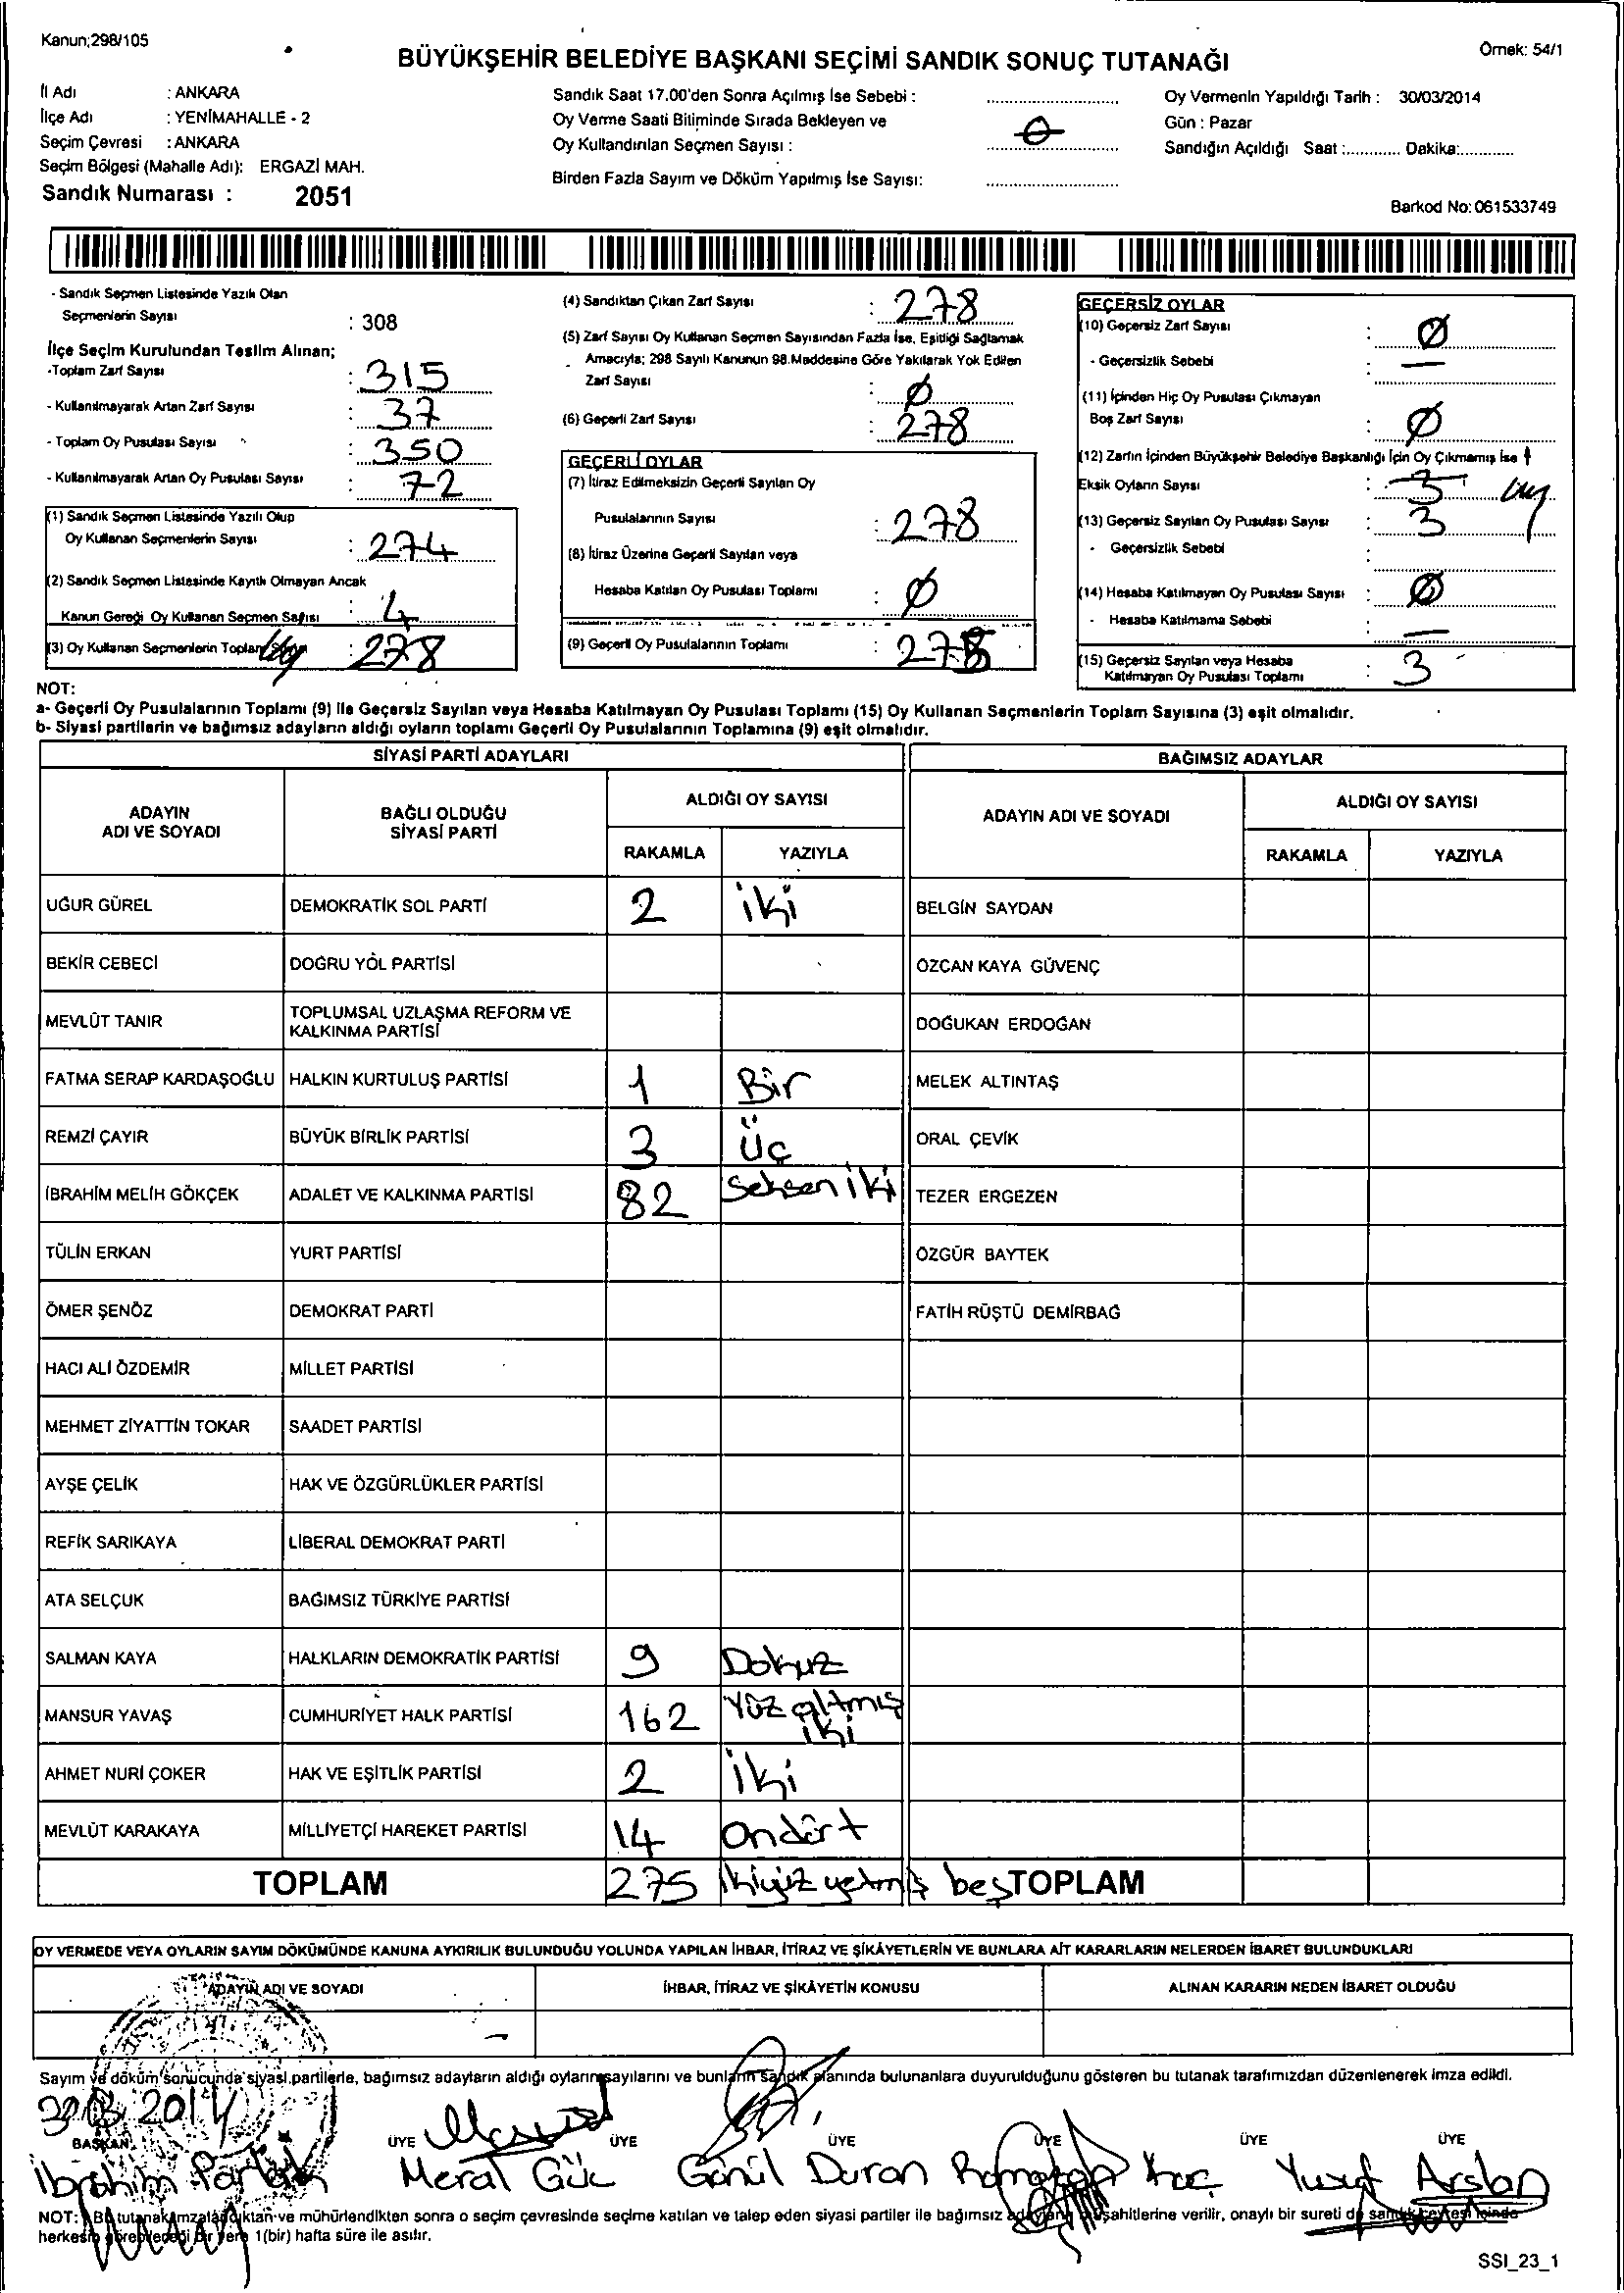 Kanun;298/105
Örnek: 54/1
BÜYÜKŞEHİR BELEDİYE BAŞKANI SEÇİMİ SANDIK SONUÇ TUTANAĞI
İl Adı : ANKARA
İlçe Adı : YENİMAHALLE - 2
Seçim Çevresi : ANKARA
Seçim Bölgesi (Mahalle Adı): ERGAZİ MAH.
Sandık Numarası : 2051
Sandık Saat 17.00'den Sonra Açılmış İse Sebebi :
Oy Verme Saati Bitiminde Sırada Bekleyen ve
Oy Kullandırılan Seçmen Sayısı : 0
Birden Fazla Sayım ve Döküm Yapılmış İse Sayısı:
Oy Vermenin Yapıldığı Tarih : 30/03/2014
Gün : Pazar
Sandığın Açıldığı Saat :............ Dakika:............
Barkod No: 061533749
- Sandık Seçmen Listesinde Yazılı Olan
Seçmenlerin Sayısı : 308
İlçe Seçim Kurulundan Teslim Alınan;
-Toplam Zarf Sayısı : 315
- Kullanılmayarak Artan Zarf Sayısı : 37
- Toplam Oy Pusulası Sayısı : 350
- Kullanılmayarak Artan Oy Pusulası Sayısı : 72
(1) Sandık Seçmen Listesinde Yazılı Olup
Oy Kullanan Seçmenlerin Sayısı : 274
(2) Sandık Seçmen Listesinde Kayıtlı Olmayan Ancak
Kanun Gereği Oy Kullanan Seçmen Sayısı : 4
(3) Oy Kullanan Seçmenlerin Toplam Sayısı : 278
(4) Sandıktan Çıkan Zarf Sayısı : 278
(5) Zarf Sayısı Oy Kullanan Seçmen Sayısından Fazla İse, Eşitliği Sağlamak
Amacıyla; 298 Sayılı Kanunun 98.Maddesine Göre Yakılarak Yok Edilen
Zarf Sayısı : Ø
(6) Geçerli Zarf Sayısı : 278
GEÇERLİ OYLAR
(7) İtiraz Edilmeksizin Geçerli Sayılan Oy
Pusulalarının Sayısı : 278
(8) İtiraz Üzerine Geçerli Sayılan veya
Hesaba Katılan Oy Pusulası Toplamı : Ø
(9) Geçerli Oy Pusulalarının Toplamı : 275
GEÇERSİZ OYLAR
(10) Geçersiz Zarf Sayısı : Ø
- Geçersizlik Sebebi : —
(11) İçinden Hiç Oy Pusulası Çıkmayan
Boş Zarf Sayısı : Ø
(12) Zarfın İçinden Büyükşehir Belediye Başkanlığı İçin Oy Çıkmamış İse
Eksik Oyların Sayısı : 3
(13) Geçersiz Sayılan Oy Pusulası Sayısı : 3
- Geçersizlik Sebebi :
(14) Hesaba Katılmayan Oy Pusulası Sayısı : Ø
- Hesaba Katılmama Sebebi : —
(15) Geçersiz Sayılan veya Hesaba
Katılmayan Oy Pusulası Toplamı : 3
NOT:
a- Geçerli Oy Pusulalarının Toplamı (9) İle Geçersiz Sayılan veya Hesaba Katılmayan Oy Pusulası Toplamı (15) Oy Kullanan Seçmenlerin Toplam Sayısına (3) eşit olmalıdır.
b- Siyasi partilerin ve bağımsız adayların aldığı oyların toplamı Geçerli Oy Pusulalarının Toplamına (9) eşit olmalıdır.
SİYASİ PARTİ ADAYLARI
BAĞIMSIZ ADAYLAR
ADAYIN
ADI VE SOYADI
BAĞLI OLDUĞU
SİYASİ PARTİ
ALDIĞI OY SAYISI
RAKAMLA YAZIYLA
ADAYIN ADI VE SOYADI
ALDIĞI OY SAYISI
RAKAMLA YAZIYLA
UĞUR GÜREL DEMOKRATİK SOL PARTİ 2 iki BELGİN SAYDAN
BEKİR CEBECİ DOĞRU YOL PARTİSİ ÖZCAN KAYA GÜVENÇ
MEVLÜT TANIR TOPLUMSAL UZLAŞMA REFORM VE
KALKINMA PARTİSİ DOĞUKAN ERDOĞAN
FATMA SERAP KARDAŞOĞLU HALKIN KURTULUŞ PARTİSİ 1 Bir MELEK ALTINTAŞ
REMZİ ÇAYIR BÜYÜK BİRLİK PARTİSİ 3 Üç ORAL ÇEVİK
İBRAHİM MELİH GÖKÇEK ADALET VE KALKINMA PARTİSİ 82 Seksen iki TEZER ERGEZEN
TÜLİN ERKAN YURT PARTİSİ ÖZGÜR BAYTEK
ÖMER ŞENÖZ DEMOKRAT PARTİ FATİH RÜŞTÜ DEMİRBAĞ
HACI ALİ ÖZDEMİR MİLLET PARTİSİ
MEHMET ZİYATTİN TOKAR SAADET PARTİSİ
AYŞE ÇELİK HAK VE ÖZGÜRLÜKLER PARTİSİ
REFİK SARIKAYA LİBERAL DEMOKRAT PARTİ
ATA SELÇUK BAĞIMSIZ TÜRKİYE PARTİSİ
SALMAN KAYA HALKLARIN DEMOKRATİK PARTİSİ 9 Dokuz
MANSUR YAVAŞ CUMHURİYET HALK PARTİSİ 162 Yüz altmış iki
AHMET NURİ ÇOKER HAK VE EŞİTLİK PARTİSİ 2 İki
MEVLÜT KARAKAYA MİLLİYETÇİ HAREKET PARTİSİ 14 Ondört
TOPLAM 275 ikiyüz yetmiş beş TOPLAM
OY VERMEDE VEYA OYLARIN SAYIM DÖKÜMÜNDE KANUNA AYKIRILIK BULUNDUĞU YOLUNDA YAPILAN İHBAR, İTİRAZ VE ŞİKÂYETLERİN VE BUNLARA AİT KARARLARIN NELERDEN İBARET BULUNDUKLARI
ADAYIN ADI VE SOYADI İHBAR, İTİRAZ VE ŞİKÂYETİN KONUSU ALINAN KARARIN NEDEN İBARET OLDUĞU
Sayım ve döküm sonucunda siyasi partilerle, bağımsız adayların aldığı oyların sayılarını ve bunların sandık alanında bulunanlara duyurulduğunu gösteren bu tutanak tarafımızdan düzenlenerek imza edildi.
30.03.2014
BAŞKAN ÜYE ÜYE ÜYE ÜYE ÜYE ÜYE
İbrahim Meral Güç Gönül Duran Ramazan Koç Yusuf Arslan
NOT: Bu tutanak imzalandıktan ve mühürlendikten sonra o seçim çevresinde seçime katılan ve talep eden siyasi partiler ile bağımsız adayların müşahitlerine verilir, onaylı bir sureti de sandık çevresi içinde
herkesin görebileceği bir yere 1(bir) hafta süre ile asılır.
SSI_23_1